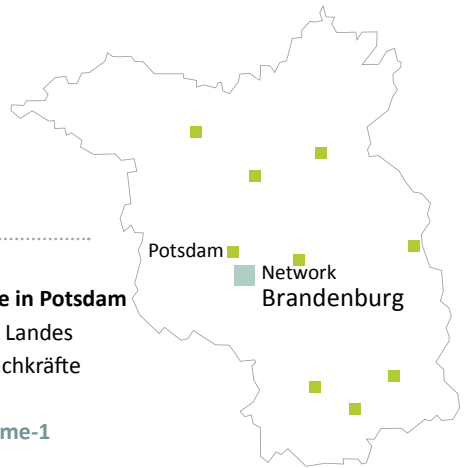 Potsdam
Network
Brandenburg
e in Potsdam
Landes
chkräfte
me-1